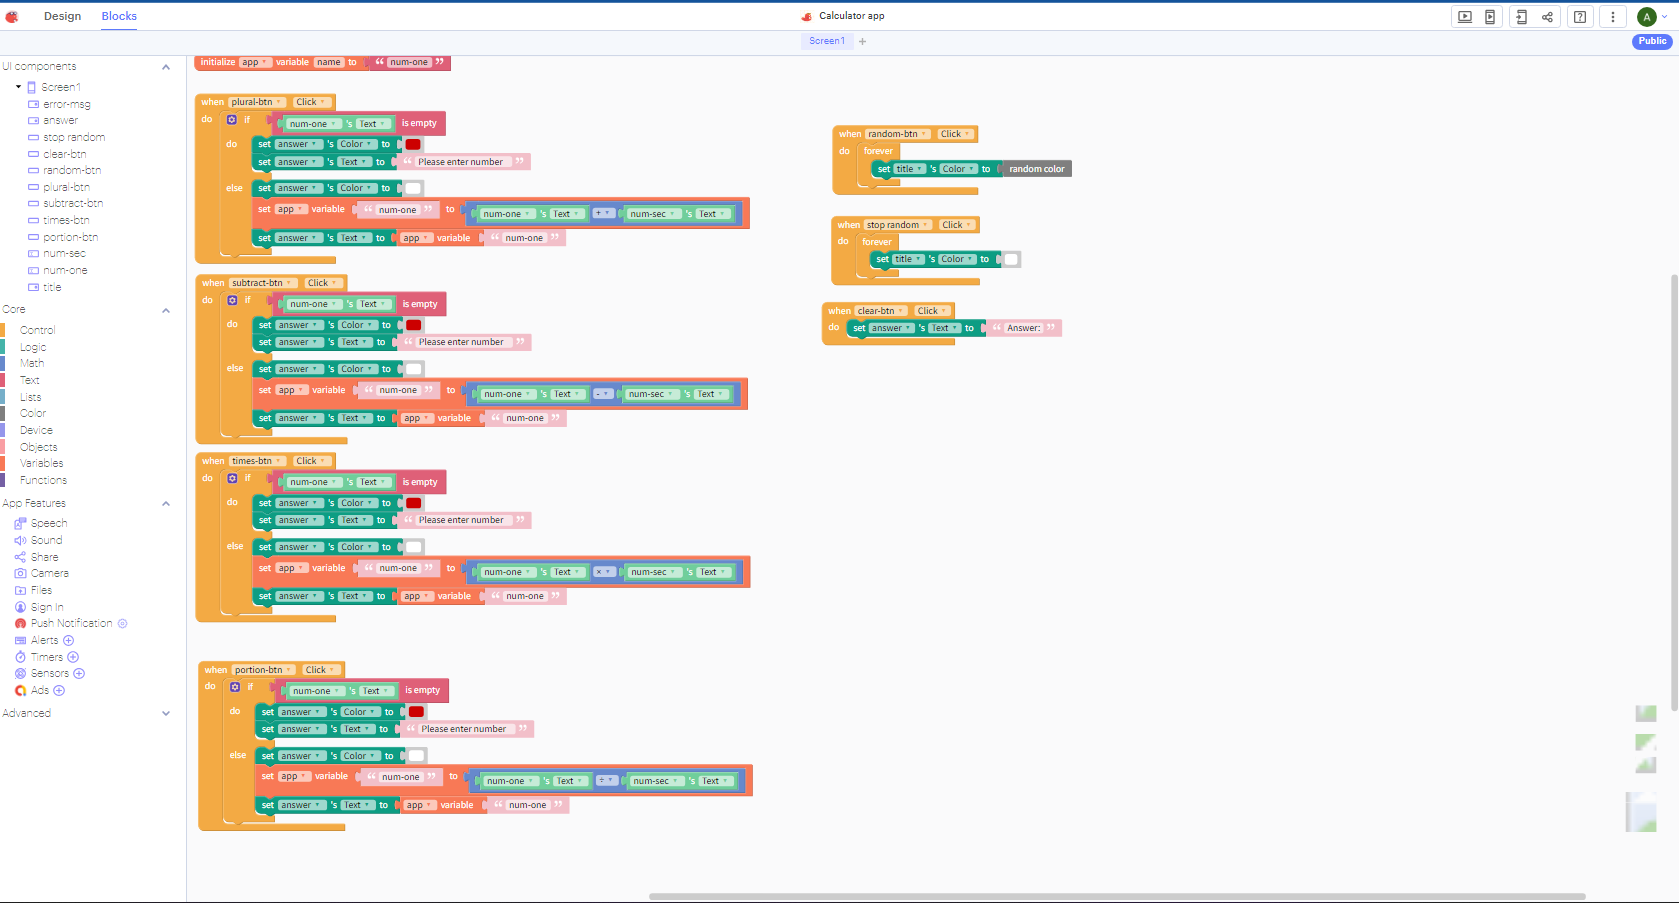 Design Blocks Calculator app A
Screen1 + Public
UI components
Screen1
error-msg
answer
stop random
clear-btn
random-btn
plural-btn
subtract-btn
times-btn
portion-btn
num-sec
num-one
title
Core
Control
Logic
Math
Text
Lists
Color
Device
Objects
Variables
Functions
App Features
Speech
Sound
Share
Camera
Files
Sign In
Push Notification
Alerts
Timers
Sensors
Ads
Advanced
initialize app variable name to “ num-one ”
when plural-btn Click
do if num-one 's Text is empty
do set answer 's Color to
set answer 's Text to “ Please enter number ”
else set answer 's Color to
set app variable “ num-one ” to num-one 's Text + num-sec 's Text
set answer 's Text to app variable “ num-one ”
when subtract-btn Click
do if num-one 's Text is empty
do set answer 's Color to
set answer 's Text to “ Please enter number ”
else set answer 's Color to
set app variable “ num-one ” to num-one 's Text - num-sec 's Text
set answer 's Text to app variable “ num-one ”
when times-btn Click
do if num-one 's Text is empty
do set answer 's Color to
set answer 's Text to “ Please enter number ”
else set answer 's Color to
set app variable “ num-one ” to num-one 's Text × num-sec 's Text
set answer 's Text to app variable “ num-one ”
when portion-btn Click
do if num-one 's Text is empty
do set answer 's Color to
set answer 's Text to “ Please enter number ”
else set answer 's Color to
set app variable “ num-one ” to num-one 's Text ÷ num-sec 's Text
set answer 's Text to app variable “ num-one ”
when random-btn Click
do forever
set title 's Color to random color
when stop random Click
do forever
set title 's Color to
when clear-btn Click
do set answer 's Text to “ Answer: ”